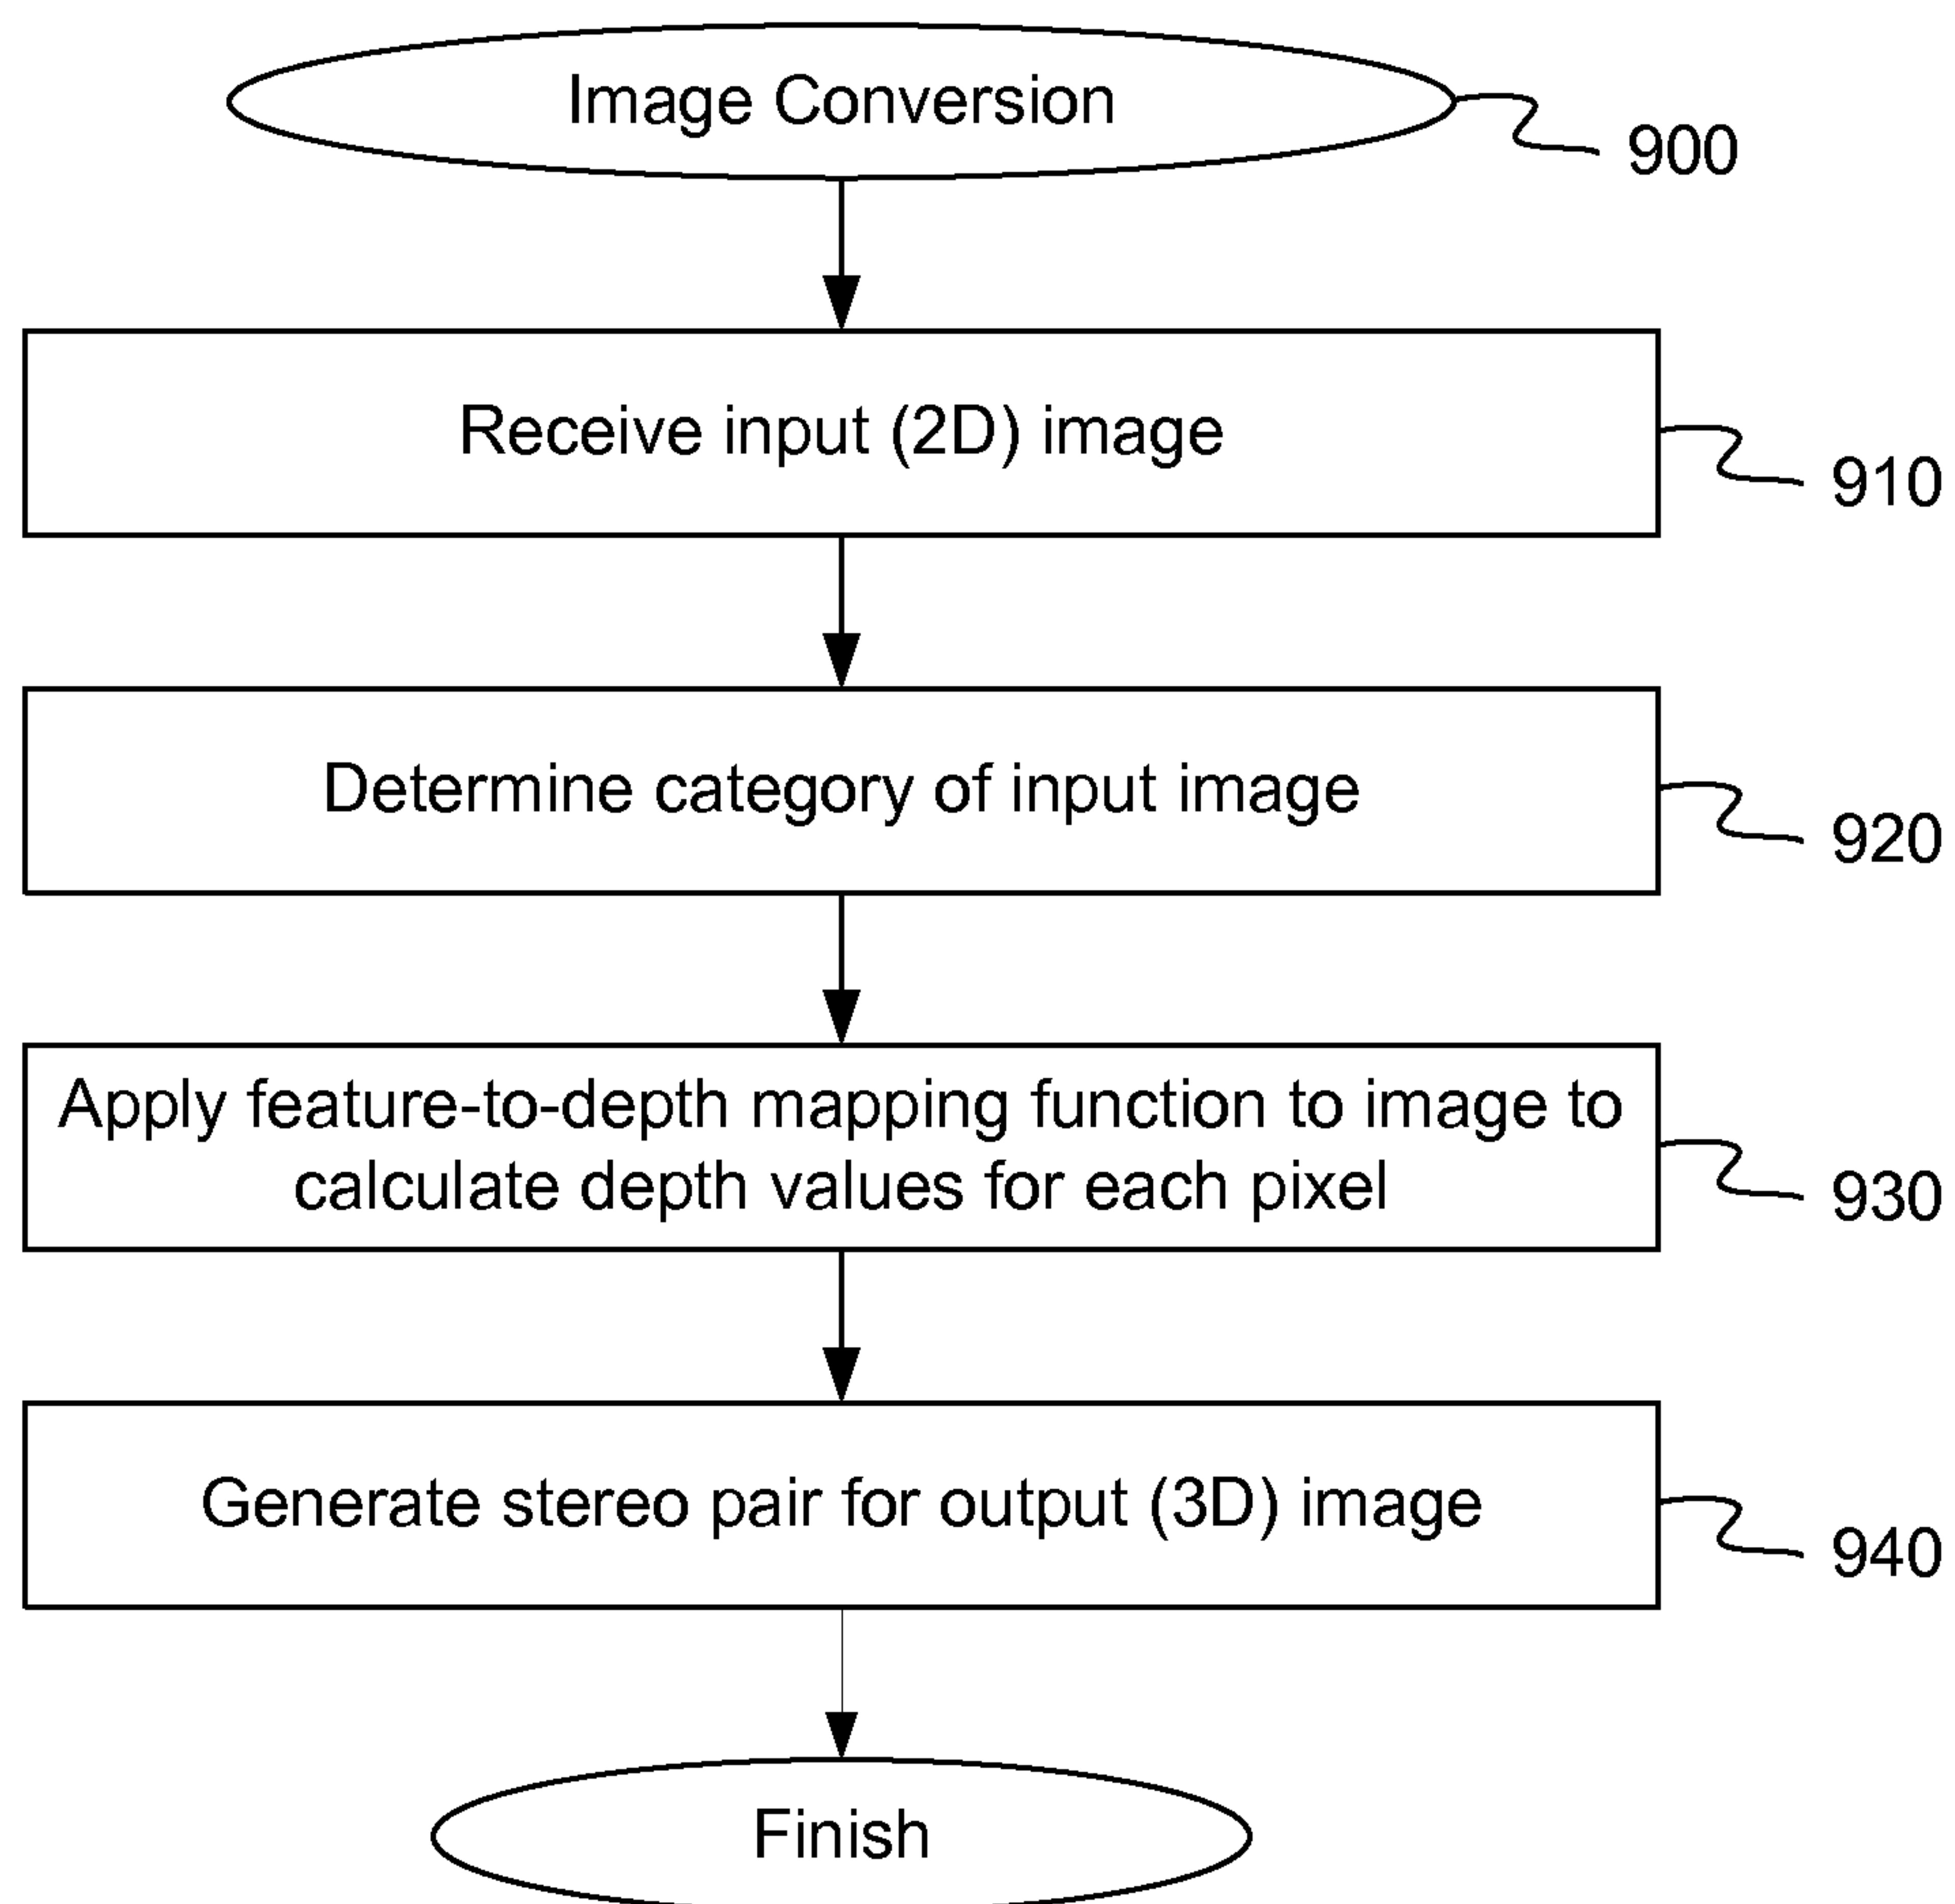 Image Conversion
900
Receive input (2D) image
910
Determine category of input image
920
Apply feature-to-depth mapping function to image to
calculate depth values for each pixel
930
Generate stereo pair for output (3D) image
940
Finish